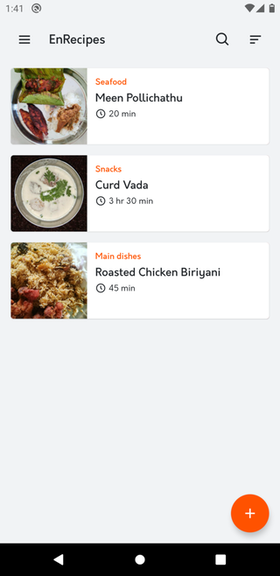 1:41
EnRecipes
Seafood
Meen Pollichathu
20 min
Snacks
Curd Vada
3 hr 30 min
Main dishes
Roasted Chicken Biriyani
45 min